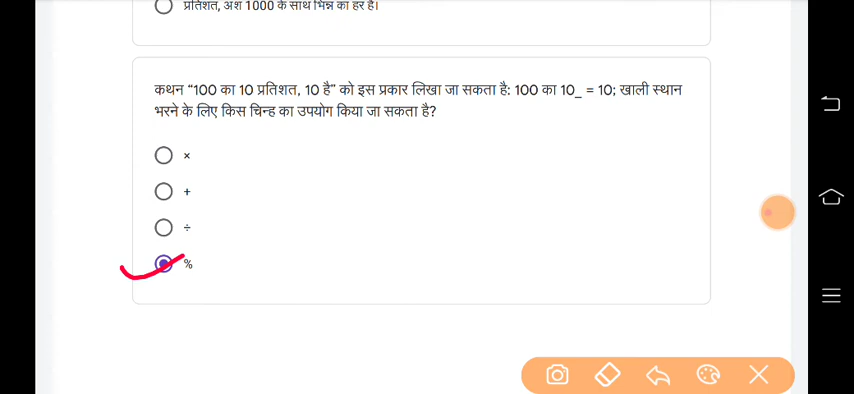 प्रतिशत, अंश 1000 के साथ भिन्न का हर है।
कथन “100 का 10 प्रतिशत, 10 है” को इस प्रकार लिखा जा सकता है: 100 का 10_ = 10; खाली स्थान
भरने के लिए किस चिन्ह का उपयोग किया जा सकता है?
×
+
÷
%